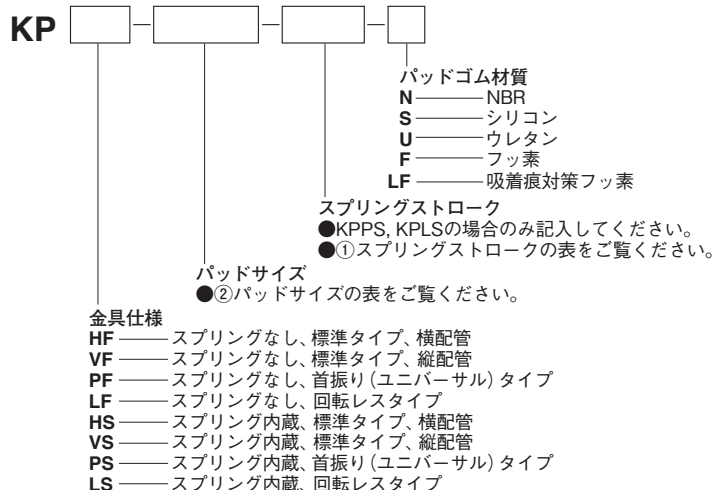 KP
パッドゴム材質
N NBR
S シリコン
U ウレタン
F フッ素
LF 吸着痕対策フッ素
スプリングストローク
●KPPS, KPLSの場合のみ記入してください。
●①スプリングストロークの表をご覧ください。
パッドサイズ
●②パッドサイズの表をご覧ください。
金具仕様
HF スプリングなし、標準タイプ、横配管
VF スプリングなし、標準タイプ、縦配管
PF スプリングなし、首振り(ユニバーサル)タイプ
LF スプリングなし、回転レスタイプ
HS スプリング内蔵、標準タイプ、横配管
VS スプリング内蔵、標準タイプ、縦配管
PS スプリング内蔵、首振り(ユニバーサル)タイプ
LS スプリング内蔵、回転レスタイプ